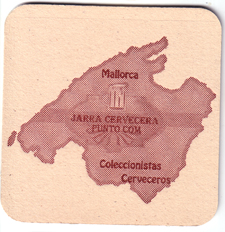 Mallorca
JARRA CERVECERA
PUNTO COM
Coleccionistas
Cerveceros